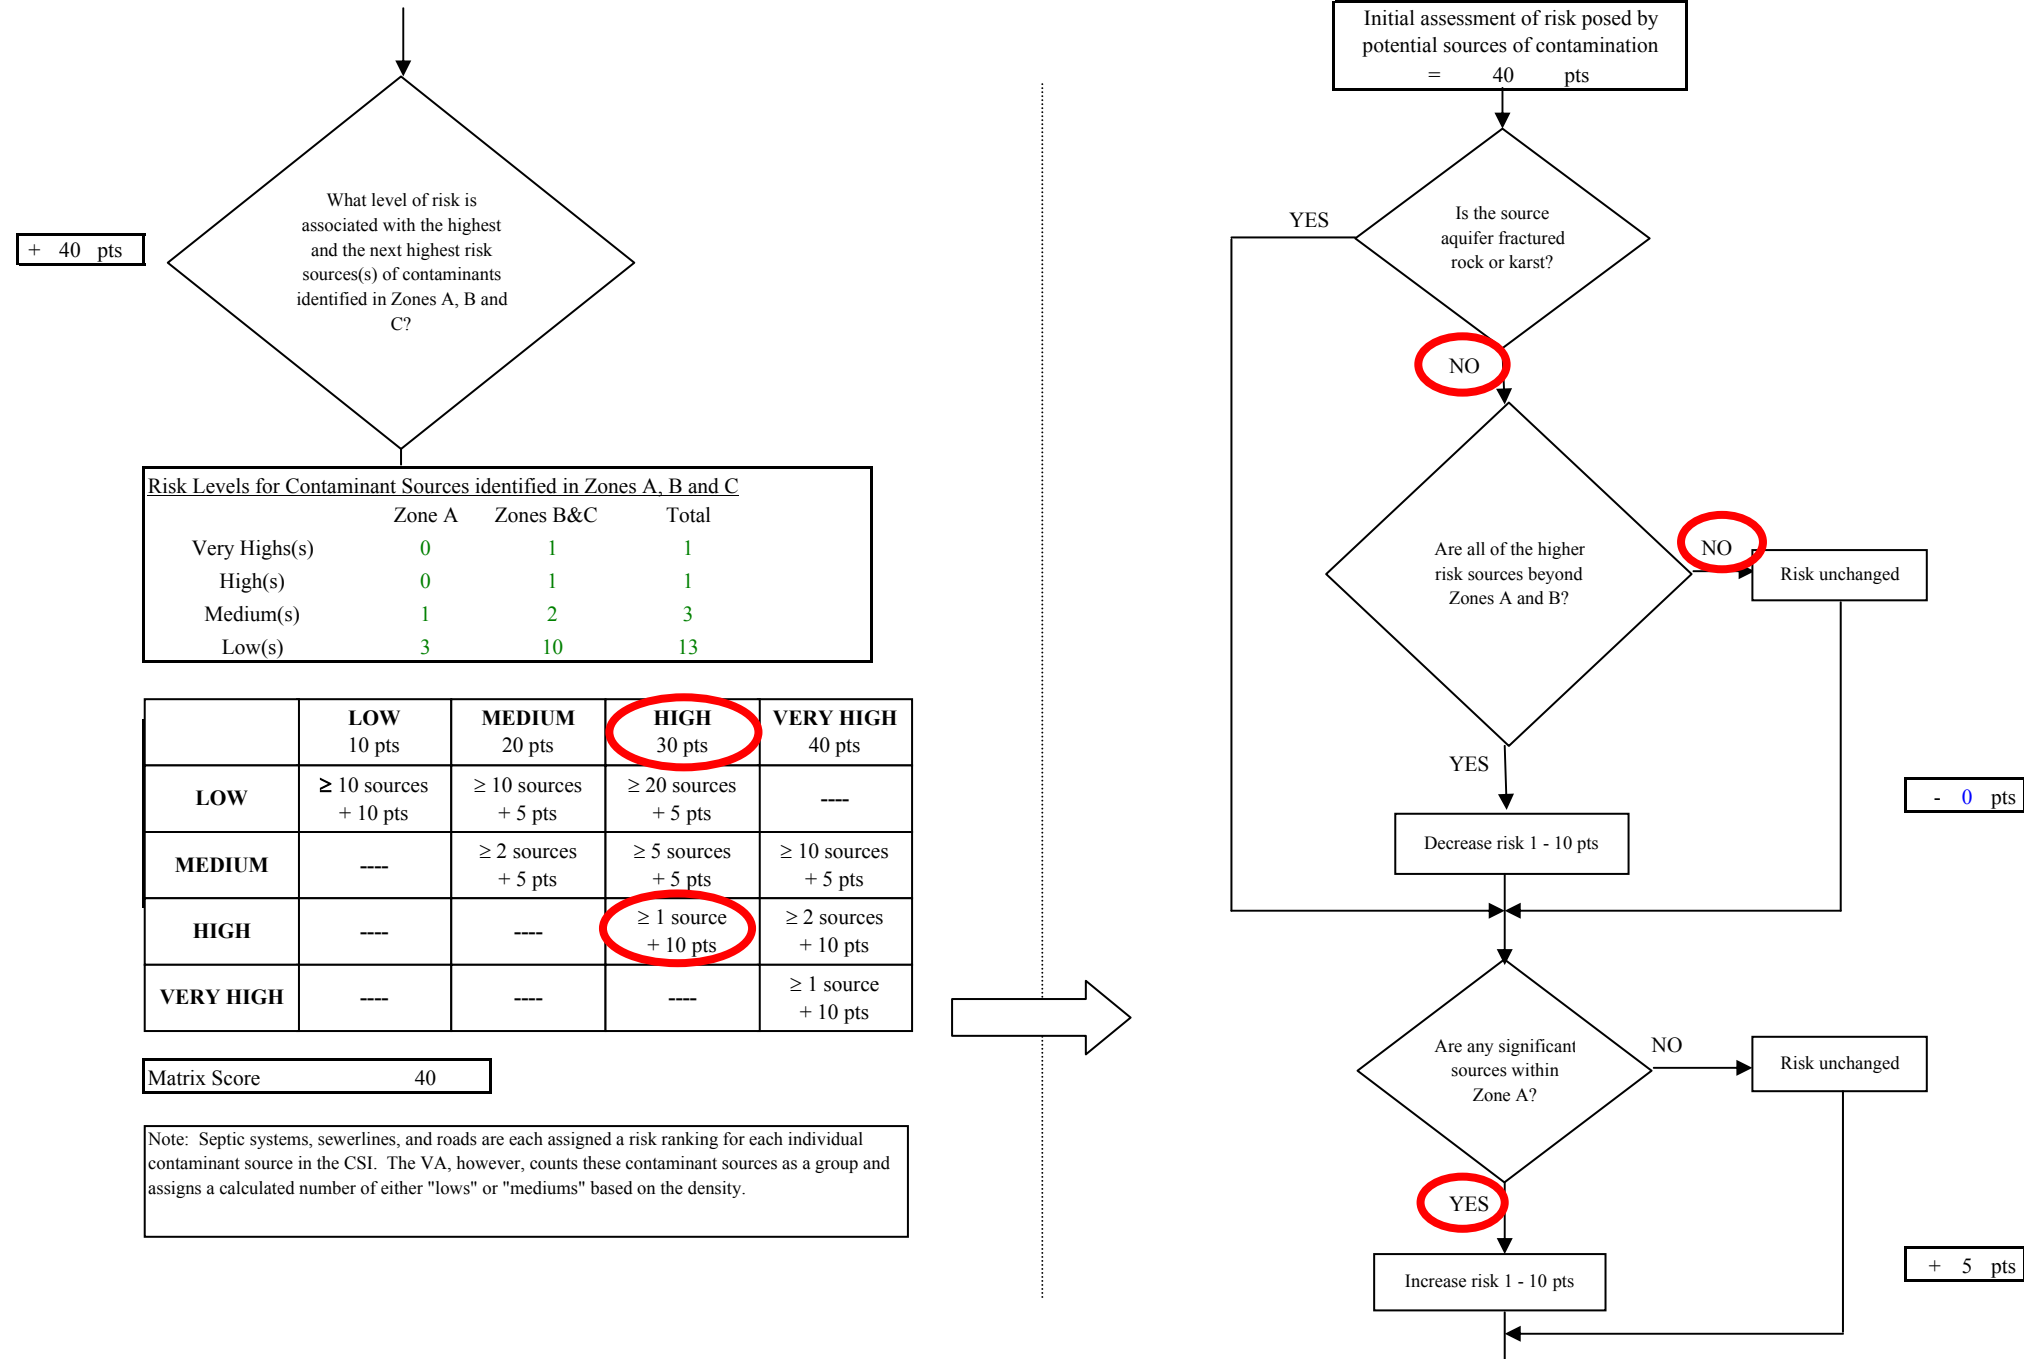 What level of risk is
associated with the highest
and the next highest risk
sources(s) of contaminants
identified in Zones A, B and
C?
+ 40 pts
Risk Levels for Contaminant Sources identified in Zones A, B and C
Zone A Zones B&C Total
Very Highs(s) 0 1 1
High(s) 0 1 1
Medium(s) 1 2 3
Low(s) 3 10 13
LOW MEDIUM HIGH VERY HIGH
10 pts 20 pts 30 pts 40 pts
LOW
≥ 10 sources ≥ 10 sources ≥ 20 sources ----
+ 10 pts + 5 pts + 5 pts
MEDIUM
---- ≥ 2 sources ≥ 5 sources ≥ 10 sources
+ 5 pts + 5 pts + 5 pts
HIGH
---- ---- ≥ 1 source ≥ 2 sources
+ 10 pts + 10 pts
VERY HIGH
---- ---- ---- ≥ 1 source
+ 10 pts
Matrix Score 40
Note: Septic systems, sewerlines, and roads are each assigned a risk ranking for each individual
contaminant source in the CSI. The VA, however, counts these contaminant sources as a group and
assigns a calculated number of either "lows" or "mediums" based on the density.
Initial assessment of risk posed by
potential sources of contamination
= 40 pts
Is the source
aquifer fractured
rock or karst?
YES
NO
Are all of the higher
risk sources beyond
Zones A and B?
NO
Risk unchanged
YES
Decrease risk 1 - 10 pts
- 0 pts
Are any significant
sources within
Zone A?
NO
Risk unchanged
YES
Increase risk 1 - 10 pts
+ 5 pts